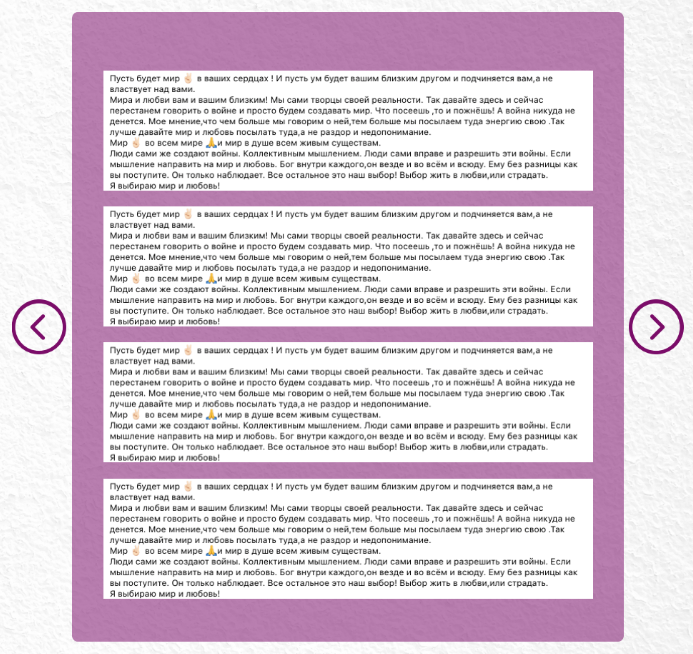 Пусть будет мир ✌🏻 в ваших сердцах ! И пусть ум будет вашим близким другом и подчиняется вам,а не
властвует над вами.
Мира и любви вам и вашим близким! Мы сами творцы своей реальности. Так давайте здесь и сейчас
перестанем говорить о войне и просто будем создавать мир. Что посеешь ,то и пожнёшь! А война никуда не
денется. Мое мнение,что чем больше мы говорим о ней,тем больше мы посылаем туда энергию свою .Так
лучше давайте мир и любовь посылать туда,а не раздор и недопонимание.
Мир ✌🏻 во всем мире 🙏и мир в душе всем живым существам.
Люди сами же создают войны. Коллективным мышлением. Люди сами вправе и разрешить эти войны. Если
мышление направить на мир и любовь. Бог внутри каждого,он везде и во всём и всюду. Ему без разницы как
вы поступите. Он только наблюдает. Все остальное это наш выбор! Выбор жить в любви,или страдать.
Я выбираю мир и любовь!
Пусть будет мир ✌🏻 в ваших сердцах ! И пусть ум будет вашим близким другом и подчиняется вам,а не
властвует над вами.
Мира и любви вам и вашим близким! Мы сами творцы своей реальности. Так давайте здесь и сейчас
перестанем говорить о войне и просто будем создавать мир. Что посеешь ,то и пожнёшь! А война никуда не
денется. Мое мнение,что чем больше мы говорим о ней,тем больше мы посылаем туда энергию свою .Так
лучше давайте мир и любовь посылать туда,а не раздор и недопонимание.
Мир ✌🏻 во всем мире 🙏и мир в душе всем живым существам.
Люди сами же создают войны. Коллективным мышлением. Люди сами вправе и разрешить эти войны. Если
мышление направить на мир и любовь. Бог внутри каждого,он везде и во всём и всюду. Ему без разницы как
вы поступите. Он только наблюдает. Все остальное это наш выбор! Выбор жить в любви,или страдать.
Я выбираю мир и любовь!
Пусть будет мир ✌🏻 в ваших сердцах ! И пусть ум будет вашим близким другом и подчиняется вам,а не
властвует над вами.
Мира и любви вам и вашим близким! Мы сами творцы своей реальности. Так давайте здесь и сейчас
перестанем говорить о войне и просто будем создавать мир. Что посеешь ,то и пожнёшь! А война никуда не
денется. Мое мнение,что чем больше мы говорим о ней,тем больше мы посылаем туда энергию свою .Так
лучше давайте мир и любовь посылать туда,а не раздор и недопонимание.
Мир ✌🏻 во всем мире 🙏и мир в душе всем живым существам.
Люди сами же создают войны. Коллективным мышлением. Люди сами вправе и разрешить эти войны. Если
мышление направить на мир и любовь. Бог внутри каждого,он везде и во всём и всюду. Ему без разницы как
вы поступите. Он только наблюдает. Все остальное это наш выбор! Выбор жить в любви,или страдать.
Я выбираю мир и любовь!
Пусть будет мир ✌🏻 в ваших сердцах ! И пусть ум будет вашим близким другом и подчиняется вам,а не
властвует над вами.
Мира и любви вам и вашим близким! Мы сами творцы своей реальности. Так давайте здесь и сейчас
перестанем говорить о войне и просто будем создавать мир. Что посеешь ,то и пожнёшь! А война никуда не
денется. Мое мнение,что чем больше мы говорим о ней,тем больше мы посылаем туда энергию свою .Так
лучше давайте мир и любовь посылать туда,а не раздор и недопонимание.
Мир ✌🏻 во всем мире 🙏и мир в душе всем живым существам.
Люди сами же создают войны. Коллективным мышлением. Люди сами вправе и разрешить эти войны. Если
мышление направить на мир и любовь. Бог внутри каждого,он везде и во всём и всюду. Ему без разницы как
вы поступите. Он только наблюдает. Все остальное это наш выбор! Выбор жить в любви,или страдать.
Я выбираю мир и любовь!